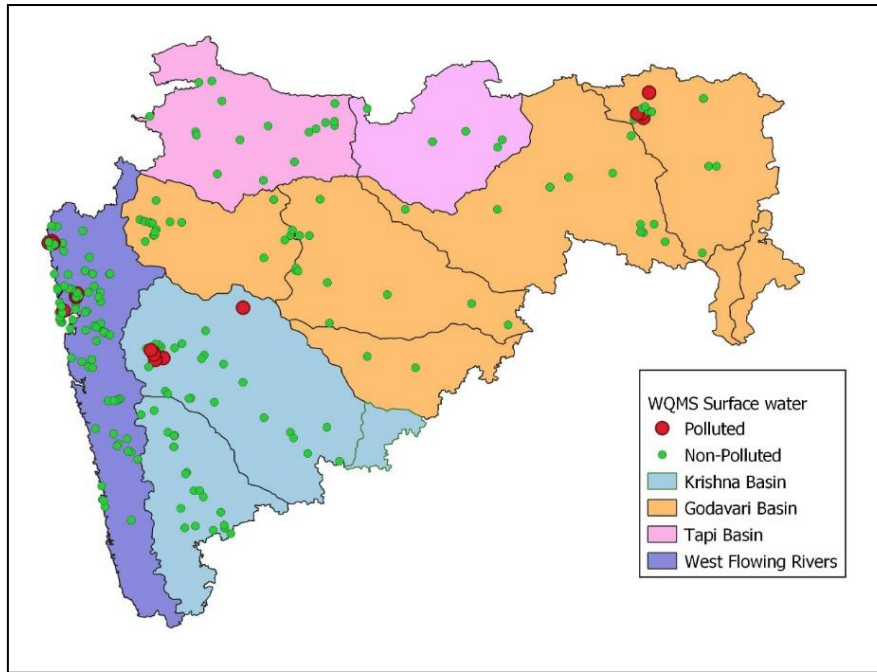 WQMS Surface water
Polluted
Non-Polluted
Krishna Basin
Godavari Basin
Tapi Basin
West Flowing Rivers